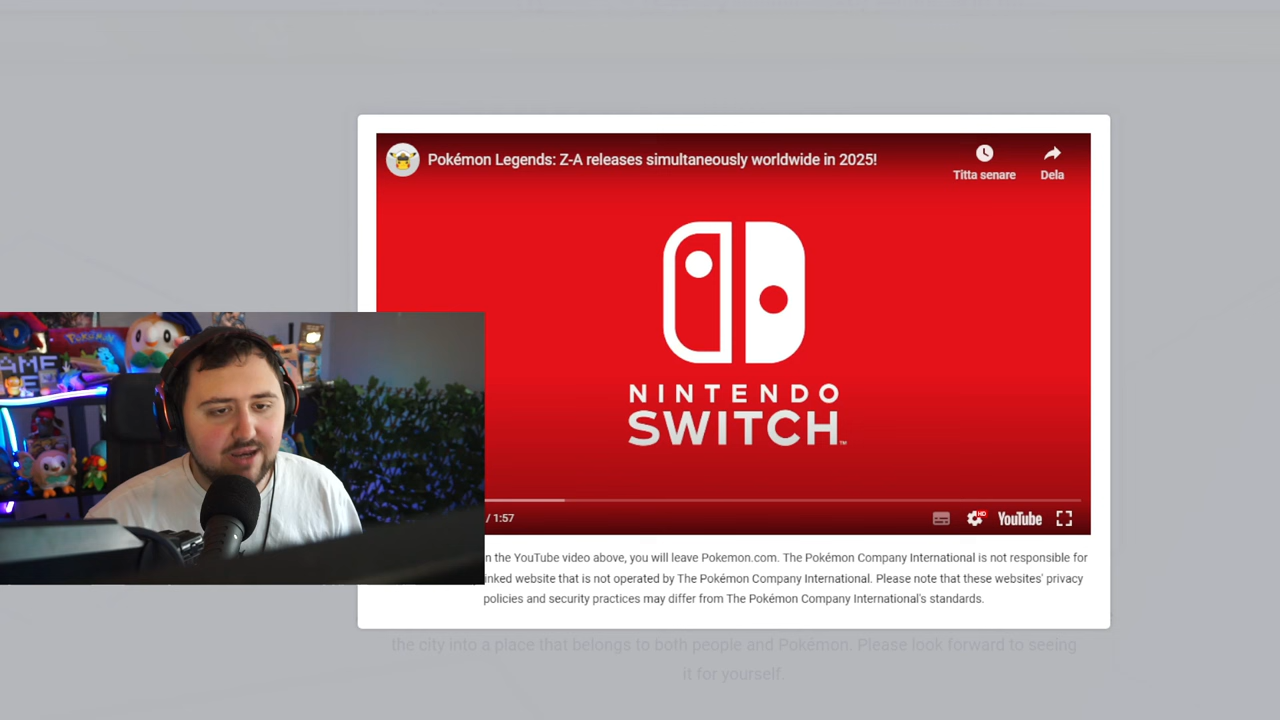 Pokémon Legends: Z-A releases simultaneously worldwide in 2025!
Titta senare
Dela
NINTENDO
SWITCH™
/ 1:57
HD
YouTube
n the YouTube video above, you will leave Pokemon.com. The Pokémon Company International is not responsible for
inked website that is not operated by The Pokémon Company International. Please note that these websites' privacy
policies and security practices may differ from The Pokémon Company International's standards.
the city into a place that belongs to both people and Pokémon. Please look forward to seeing
it for yourself.